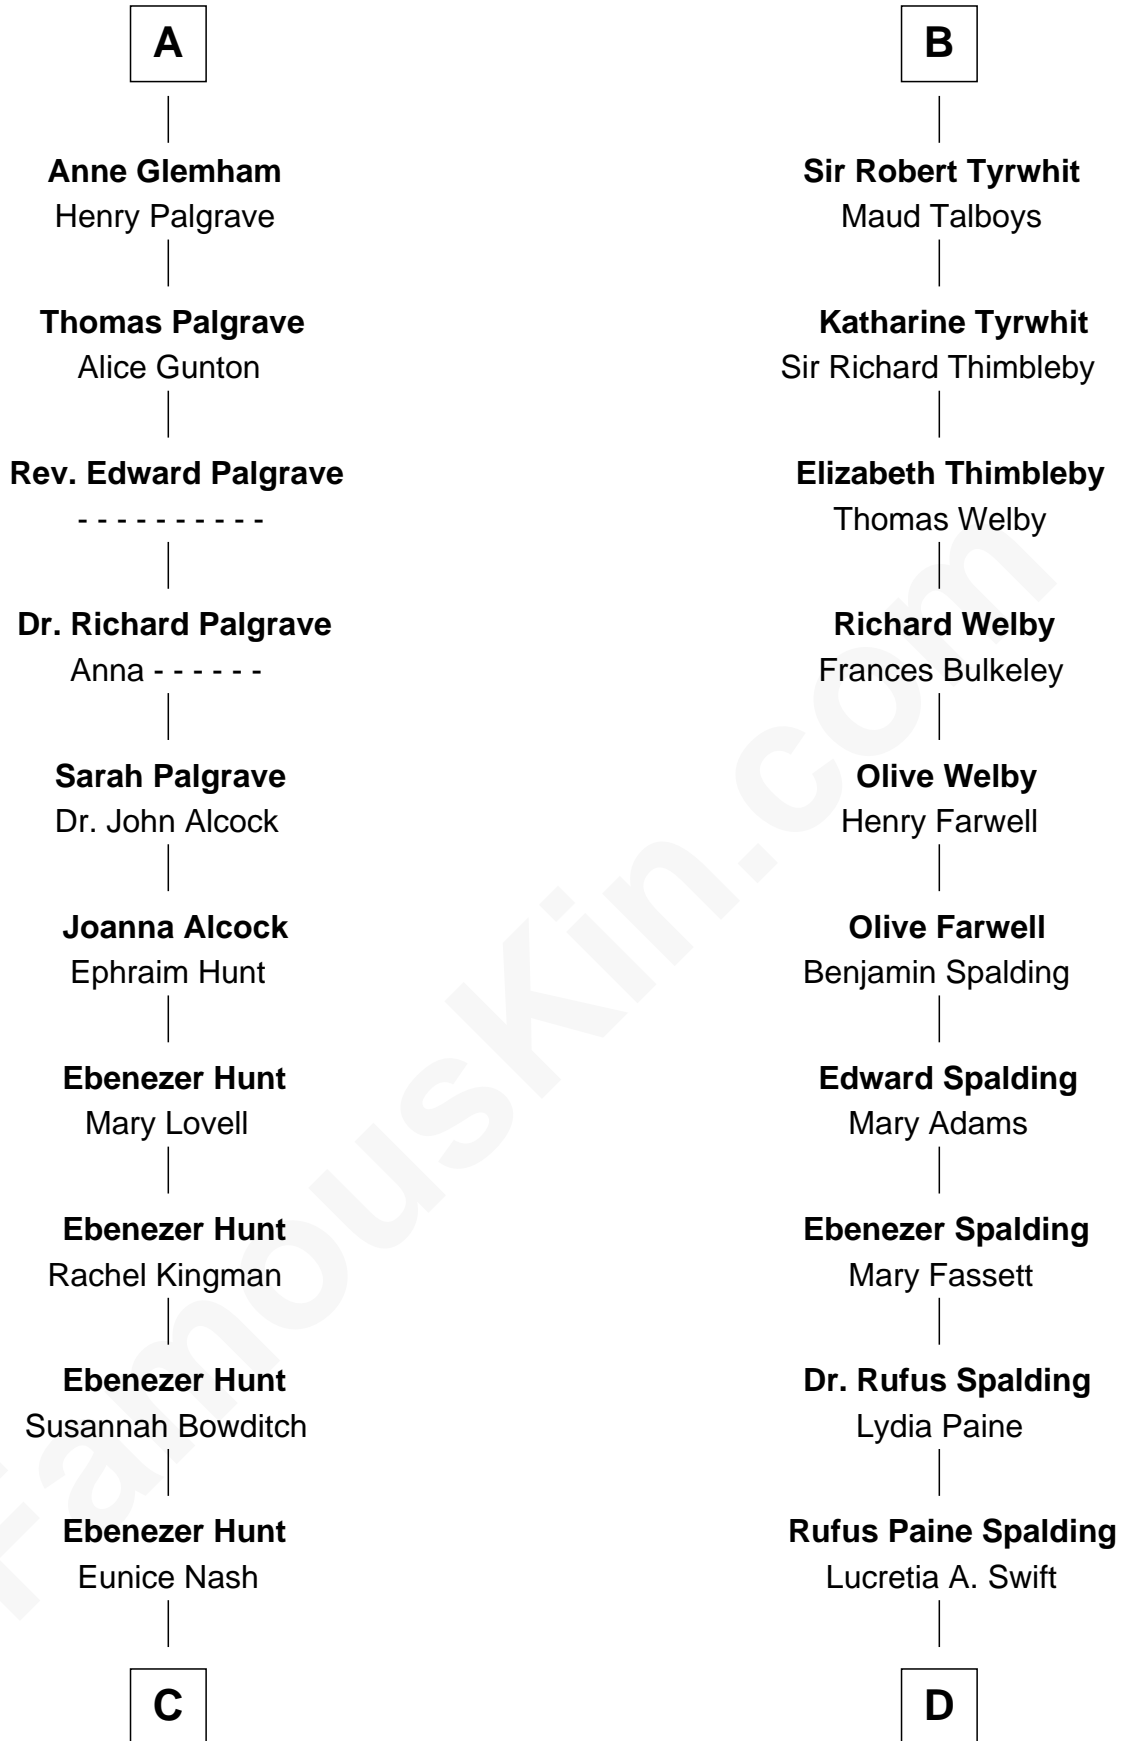 A
Anne Glemham
Henry Palgrave
Thomas Palgrave
Alice Gunton
Rev. Edward Palgrave
- - - - - - - - - -
Dr. Richard Palgrave
Anna - - - - - -
Sarah Palgrave
Dr. John Alcock
Joanna Alcock
Ephraim Hunt
Ebenezer Hunt
Mary Lovell
Ebenezer Hunt
Rachel Kingman
Ebenezer Hunt
Susannah Bowditch
Ebenezer Hunt
Eunice Nash
C
B
Sir Robert Tyrwhit
Maud Talboys
Katharine Tyrwhit
Sir Richard Thimbleby
Elizabeth Thimbleby
Thomas Welby
Richard Welby
Frances Bulkeley
Olive Welby
Henry Farwell
Olive Farwell
Benjamin Spalding
Edward Spalding
Mary Adams
Ebenezer Spalding
Mary Fassett
Dr. Rufus Spalding
Lydia Paine
Rufus Paine Spalding
Lucretia A. Swift
D
FamousKin.com